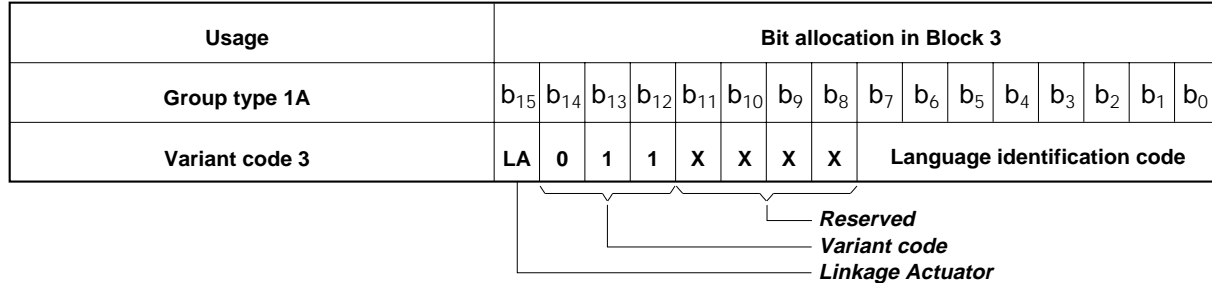 Usage Bit allocation in Block 3
Group type 1A b15 b14 b13 b12 b11 b10 b9 b8 b7 b6 b5 b4 b3 b2 b1 b0
Variant code 3 LA 0 1 1 X X X X Language identification code
Reserved
Variant code
Linkage Actuator